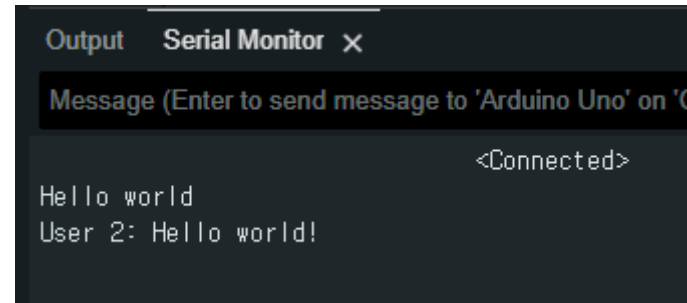 Output Serial Monitor ×
Message (Enter to send message to 'Arduino Uno' on '
<Connected>
Hello world
User 2: Hello world!